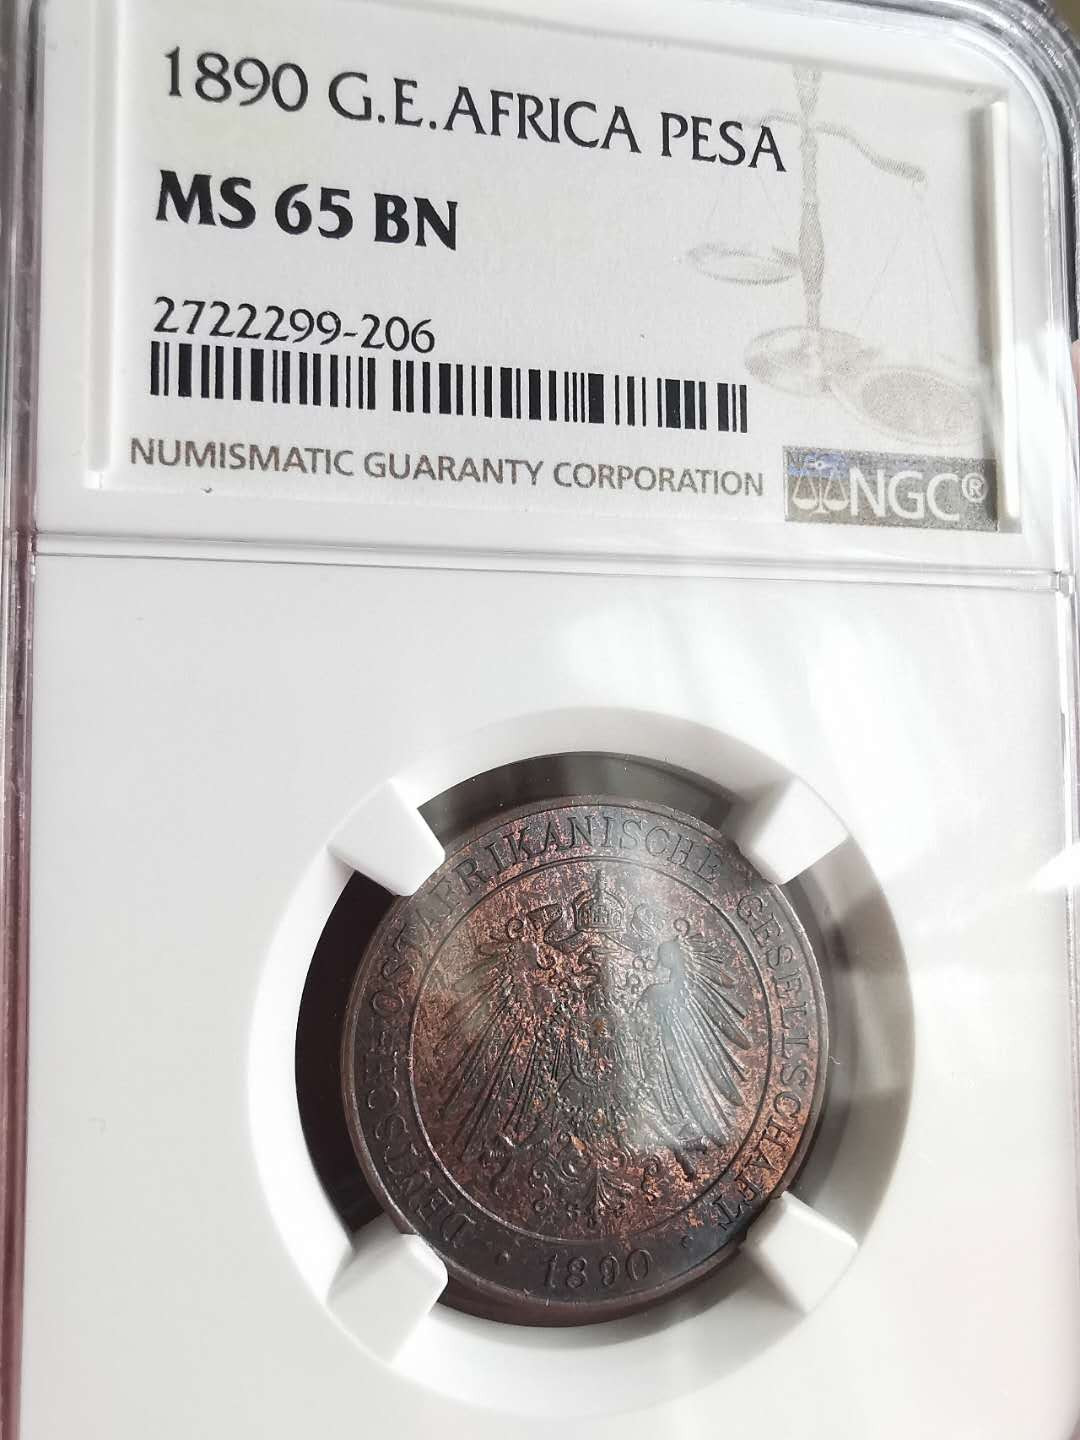 1890 G.E.AFRICA PESA
MS 65 BN
2722299-206
NUMISMATIC GUARANTY CORPORATION
NGC®
DEUTSCH-OSTAFRIKANISCHE GESELLSCHAFT
• 1890 •